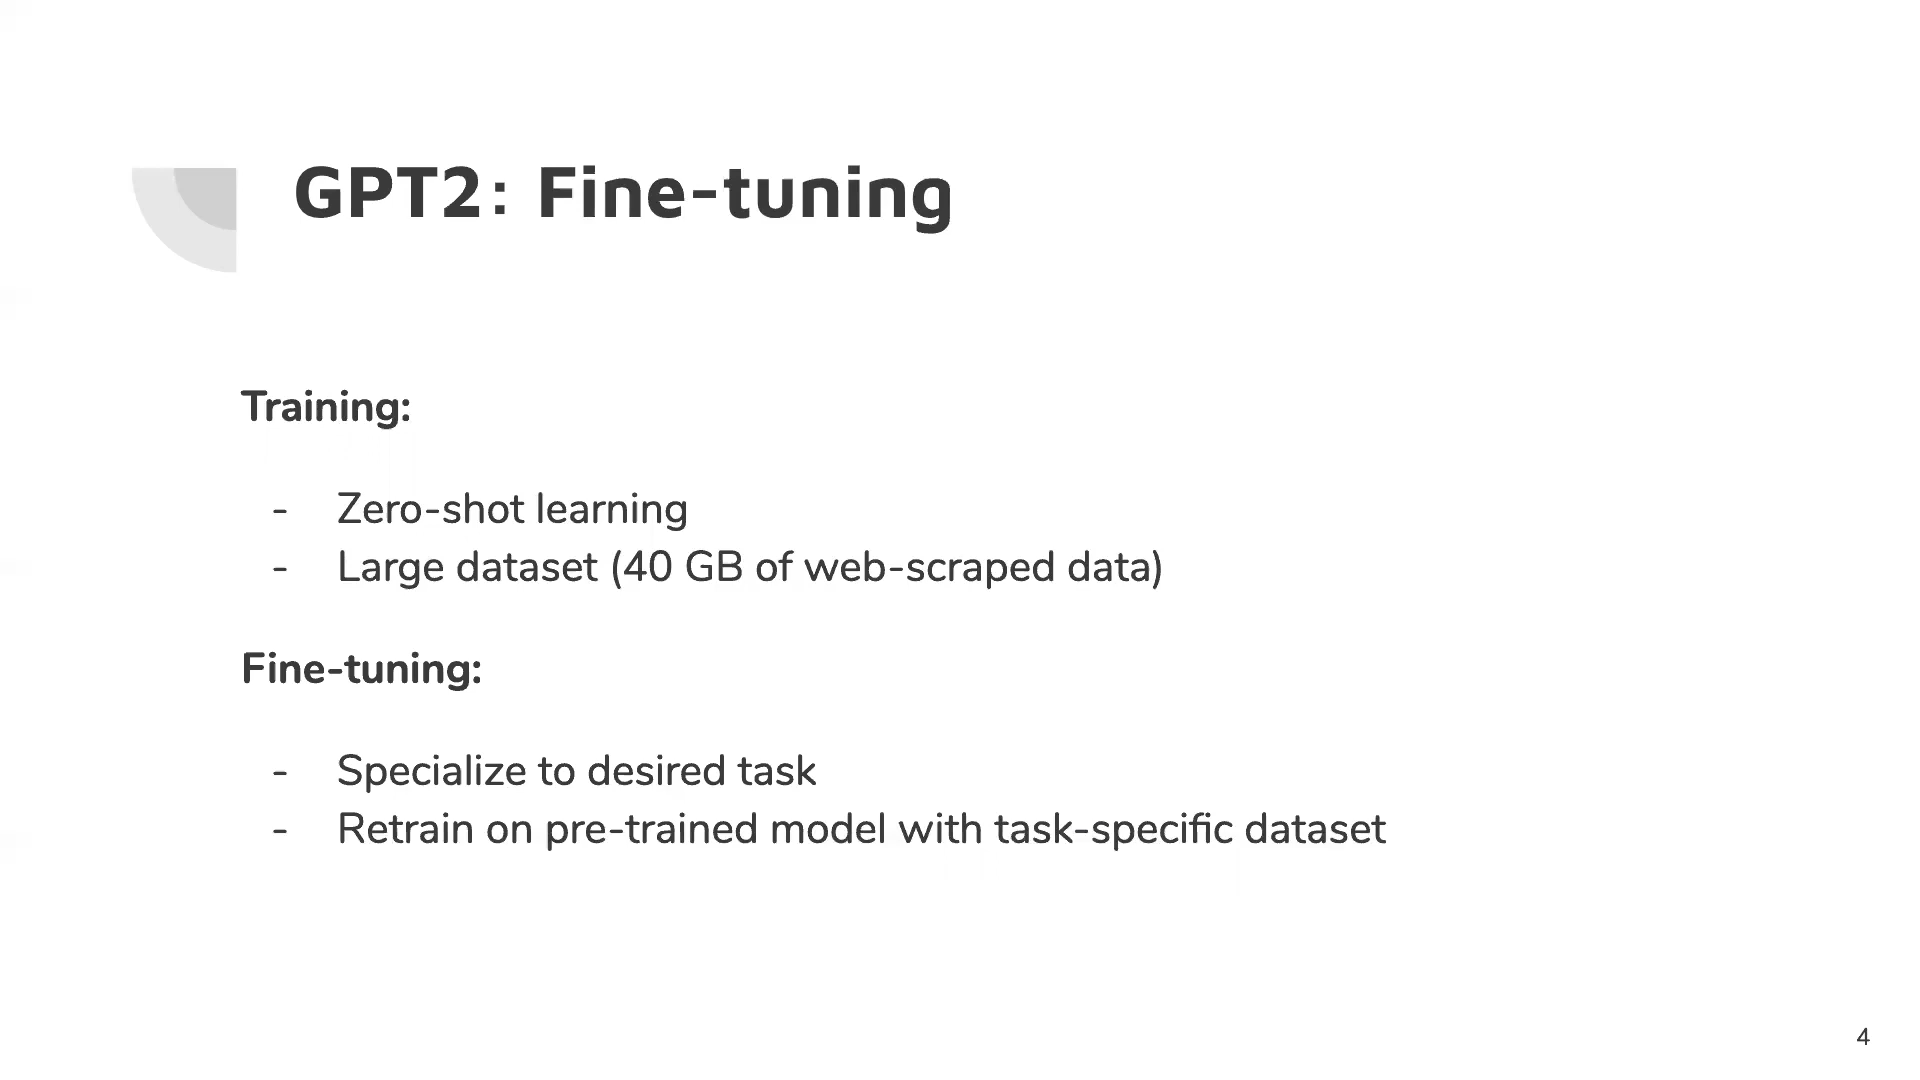 GPT2: Fine-tuning
Training:
- Zero-shot learning
- Large dataset (40 GB of web-scraped data)
Fine-tuning:
- Specialize to desired task
- Retrain on pre-trained model with task-specific dataset
4